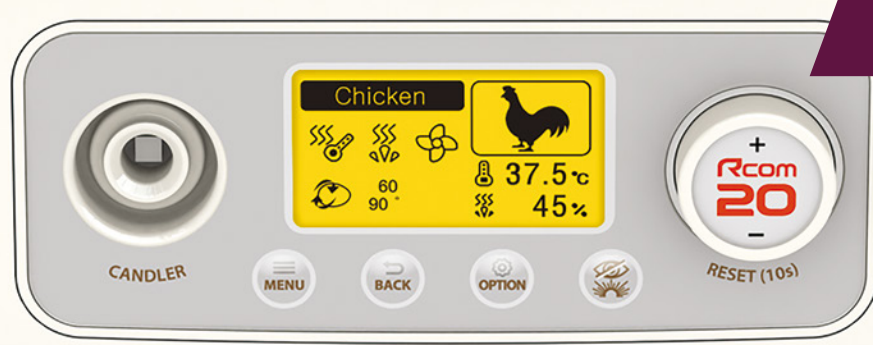 Chicken
60
90°
37.5°C
45%
CANDLER
MENU
BACK
OPTION
+
Rcom
20
−
RESET (10s)